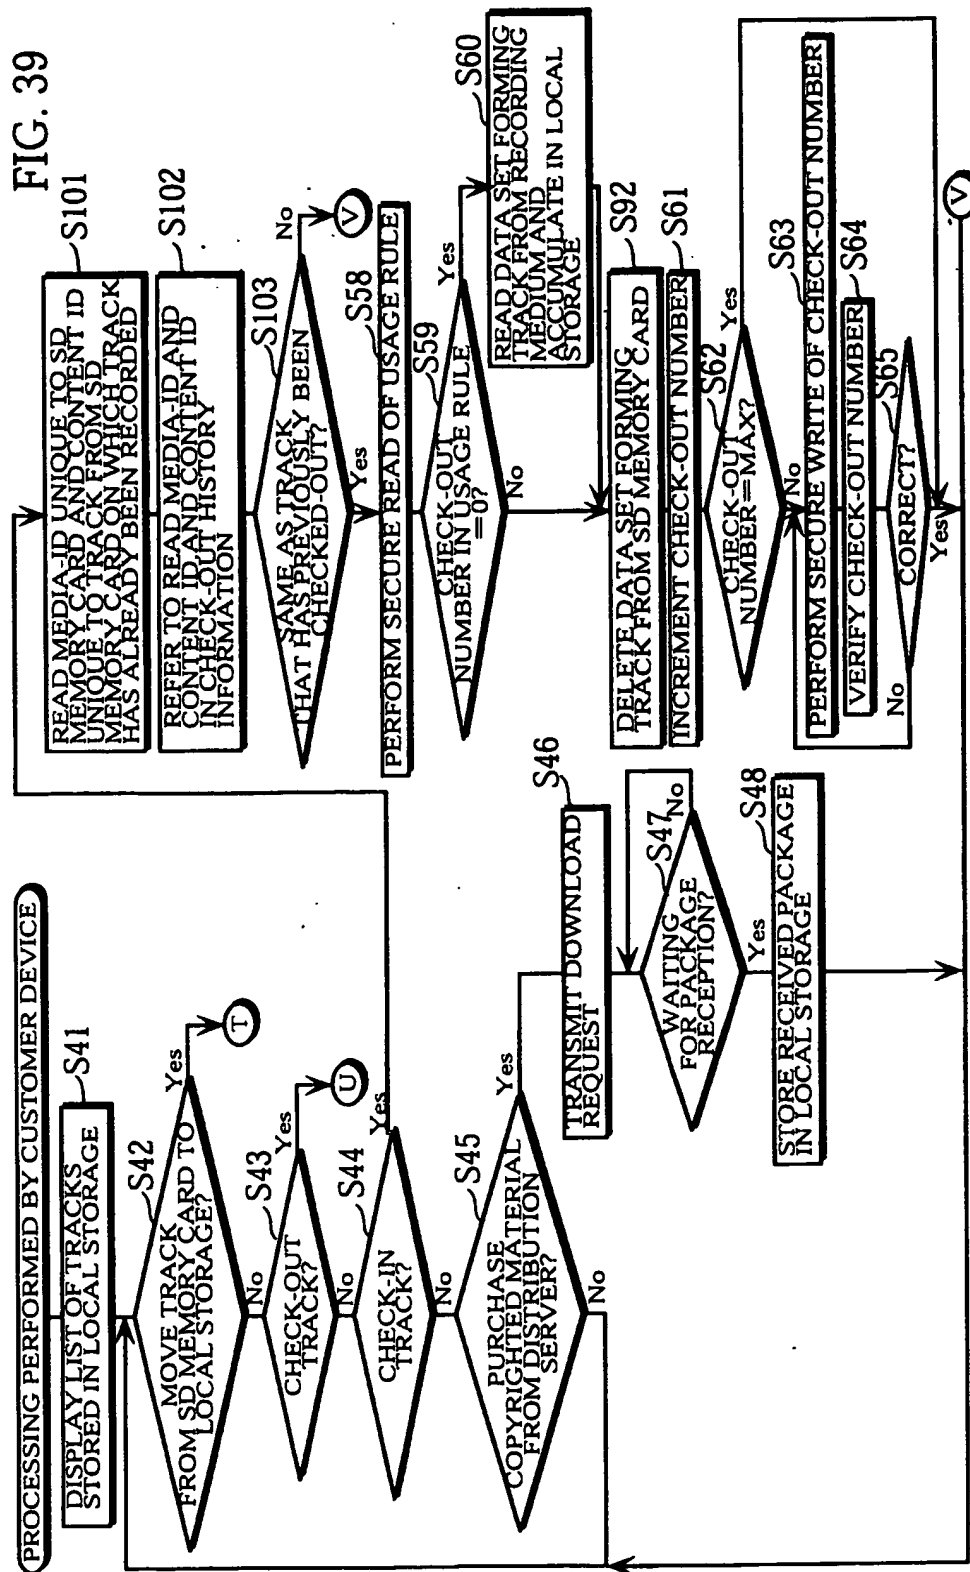 FIG. 39
PROCESSING PERFORMED BY CUSTOMER DEVICE
S41
DISPLAY LIST OF TRACKS
STORED IN LOCAL STORAGE
S42
MOVE TRACK
FROM SD MEMORY CARD TO
LOCAL STORAGE?
Yes
T
No
S43
CHECK-OUT
TRACK?
Yes
U
No
S44
CHECK-IN
TRACK?
Yes
No
S45
PURCHASE
COPYRIGHTED MATERIAL
FROM DISTRIBUTION
SERVER?
Yes
No
S46
TRANSMIT DOWNLOAD
REQUEST
S47
WAITING
FOR PACKAGE
RECEPTION?
No
Yes
S48
STORE RECEIVED PACKAGE
IN LOCAL STORAGE
S101
READ MEDIA-ID UNIQUE TO SD
MEMORY CARD AND CONTENT ID
UNIQUE TO TRACK FROM SD
MEMORY CARD ON WHICH TRACK
HAS ALREADY BEEN RECORDED
S102
REFER TO READ MEDIA-ID AND
CONTENT ID AND CONTENT ID
IN CHECK-OUT HISTORY
INFORMATION
S103
SAME AS TRACK
THAT HAS PREVIOUSLY BEEN
CHECKED-OUT?
No
V
Yes
S58
PERFORM SECURE READ OF USAGE RULE
S59
CHECK-OUT
NUMBER IN USAGE RULE
=0?
Yes
No
S60
READ DATA SET FORMING
TRACK FROM RECORDING
MEDIUM AND
ACCUMULATE IN LOCAL
STORAGE
S92
DELETE DATA SET FORMING
TRACK FROM SD MEMORY CARD
S61
INCREMENT CHECK-OUT NUMBER
S62
CHECK-OUT
NUMBER=MAX?
Yes
No
S63
PERFORM SECURE WRITE OF CHECK-OUT NUMBER
S64
VERIFY CHECK-OUT NUMBER
S65
CORRECT?
No
Yes
V